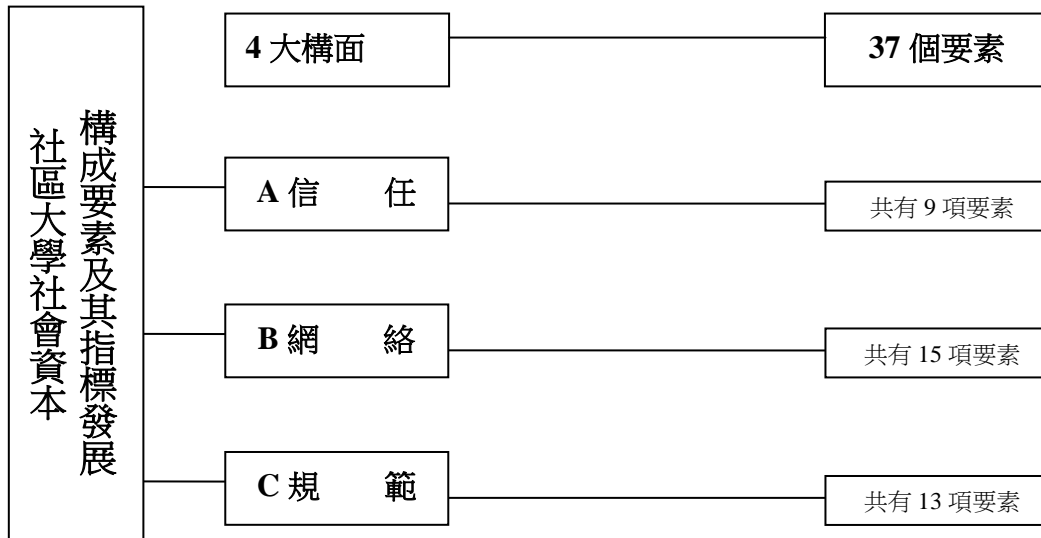 社區大學社會資本
構成要素及其指標發展
4 大構面
37 個要素
A 信 任
共有 9 項要素
B 網 絡
共有 15 項要素
C 規 範
共有 13 項要素